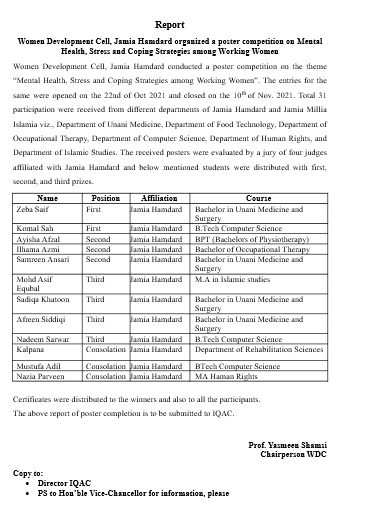 Report
Women Development Cell, Jamia Hamdard organized a poster competition on Mental
Health, Stress and Coping Strategies among Working Women
Women Development Cell, Jamia Hamdard conducted a poster competition on the theme
"Mental Health, Stress and Coping Strategies among Working Women". The entries for the
same were opened on the 22nd of Oct 2021 and closed on the 10th of Nov. 2021. Total 31
participation were received from different departments of Jamia Hamdard and Jamia Millia
Islamia viz., Department of Unani Medicine, Department of Food Technology, Department of
Occupational Therapy, Department of Computer Science, Department of Human Rights, and
Department of Islamic Studies. The received posters were evaluated by a jury of four judges
affiliated with Jamia Hamdard and below mentioned students were distributed with first,
second, and third prizes.
Name Position Affiliation Course
Zeba Saif First Jamia Hamdard Bachelor in Unani Medicine and
Surgery
Komal Sah First Jamia Hamdard B.Tech Computer Science
Ayisha Afzal Second Jamia Hamdard BPT (Bachelors of Physiotherapy)
Ilhama Azmi Second Jamia Hamdard Bachelor of Occupational Therapy
Samreen Ansari Second Jamia Hamdard Bachelor in Unani Medicine and
Surgery
Mohd Asif Third Jamia Hamdard M.A in Islamic studies
Equbal
Sadiqa Khatoon Third Jamia Hamdard Bachelor in Unani Medicine and
Surgery
Afreen Siddiqi Third Jamia Hamdard Bachelor in Unani Medicine and
Surgery
Nadeem Sarwar Third Jamia Hamdard B.Tech Computer Science
Kalpana Consolation Jamia Hamdard Department of Rehabilitation Sciences
Mustufa Adil Consolation Jamia Hamdard BTech Computer Science
Nazia Parveen Consolation Jamia Hamdard MA Human Rights
Certificates were distributed to the winners and also to all the participants.
The above report of poster completion is to be submitted to IQAC.
Prof. Yasmeen Shamsi
Chairperson WDC
Copy to:
• Director IQAC
• PS to Hon'ble Vice-Chancellor for information, please